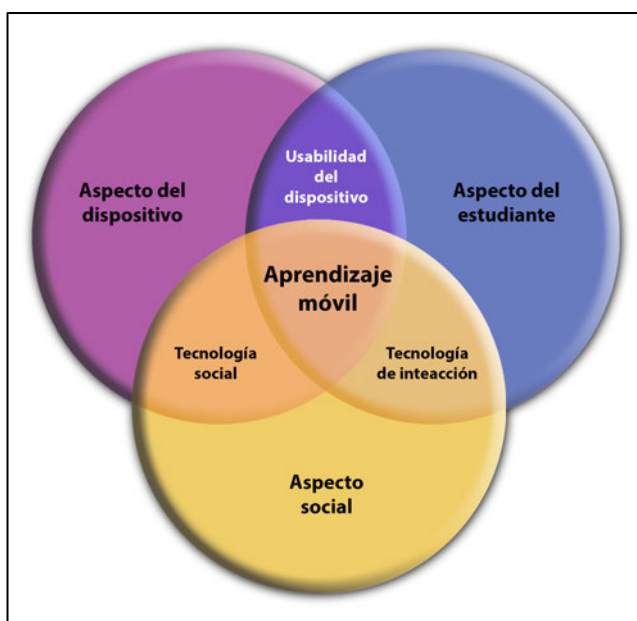 Usabilidad
del
dispositivo
Aspecto del
dispositivo
Aspecto del
estudiante
Aprendizaje
móvil
Tecnología
social
Tecnología
de inteacción
Aspecto
social